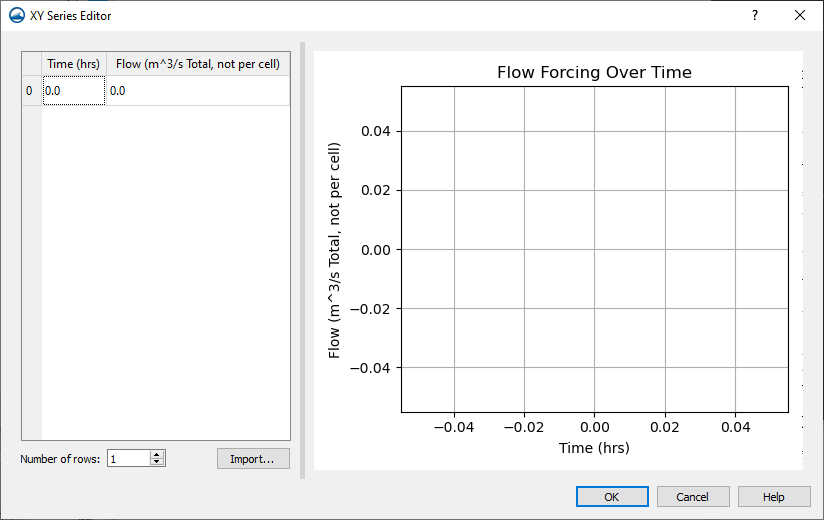 XY Series Editor
?
Time (hrs) Flow (m^3/s Total, not per cell)
0 0.0 0.0
Number of rows: 1 Import...
Flow Forcing Over Time
Flow (m^3/s Total, not per cell)
0.04
0.02
0.00
−0.02
−0.04
−0.04 −0.02 0.00 0.02 0.04
Time (hrs)
OK Cancel Help